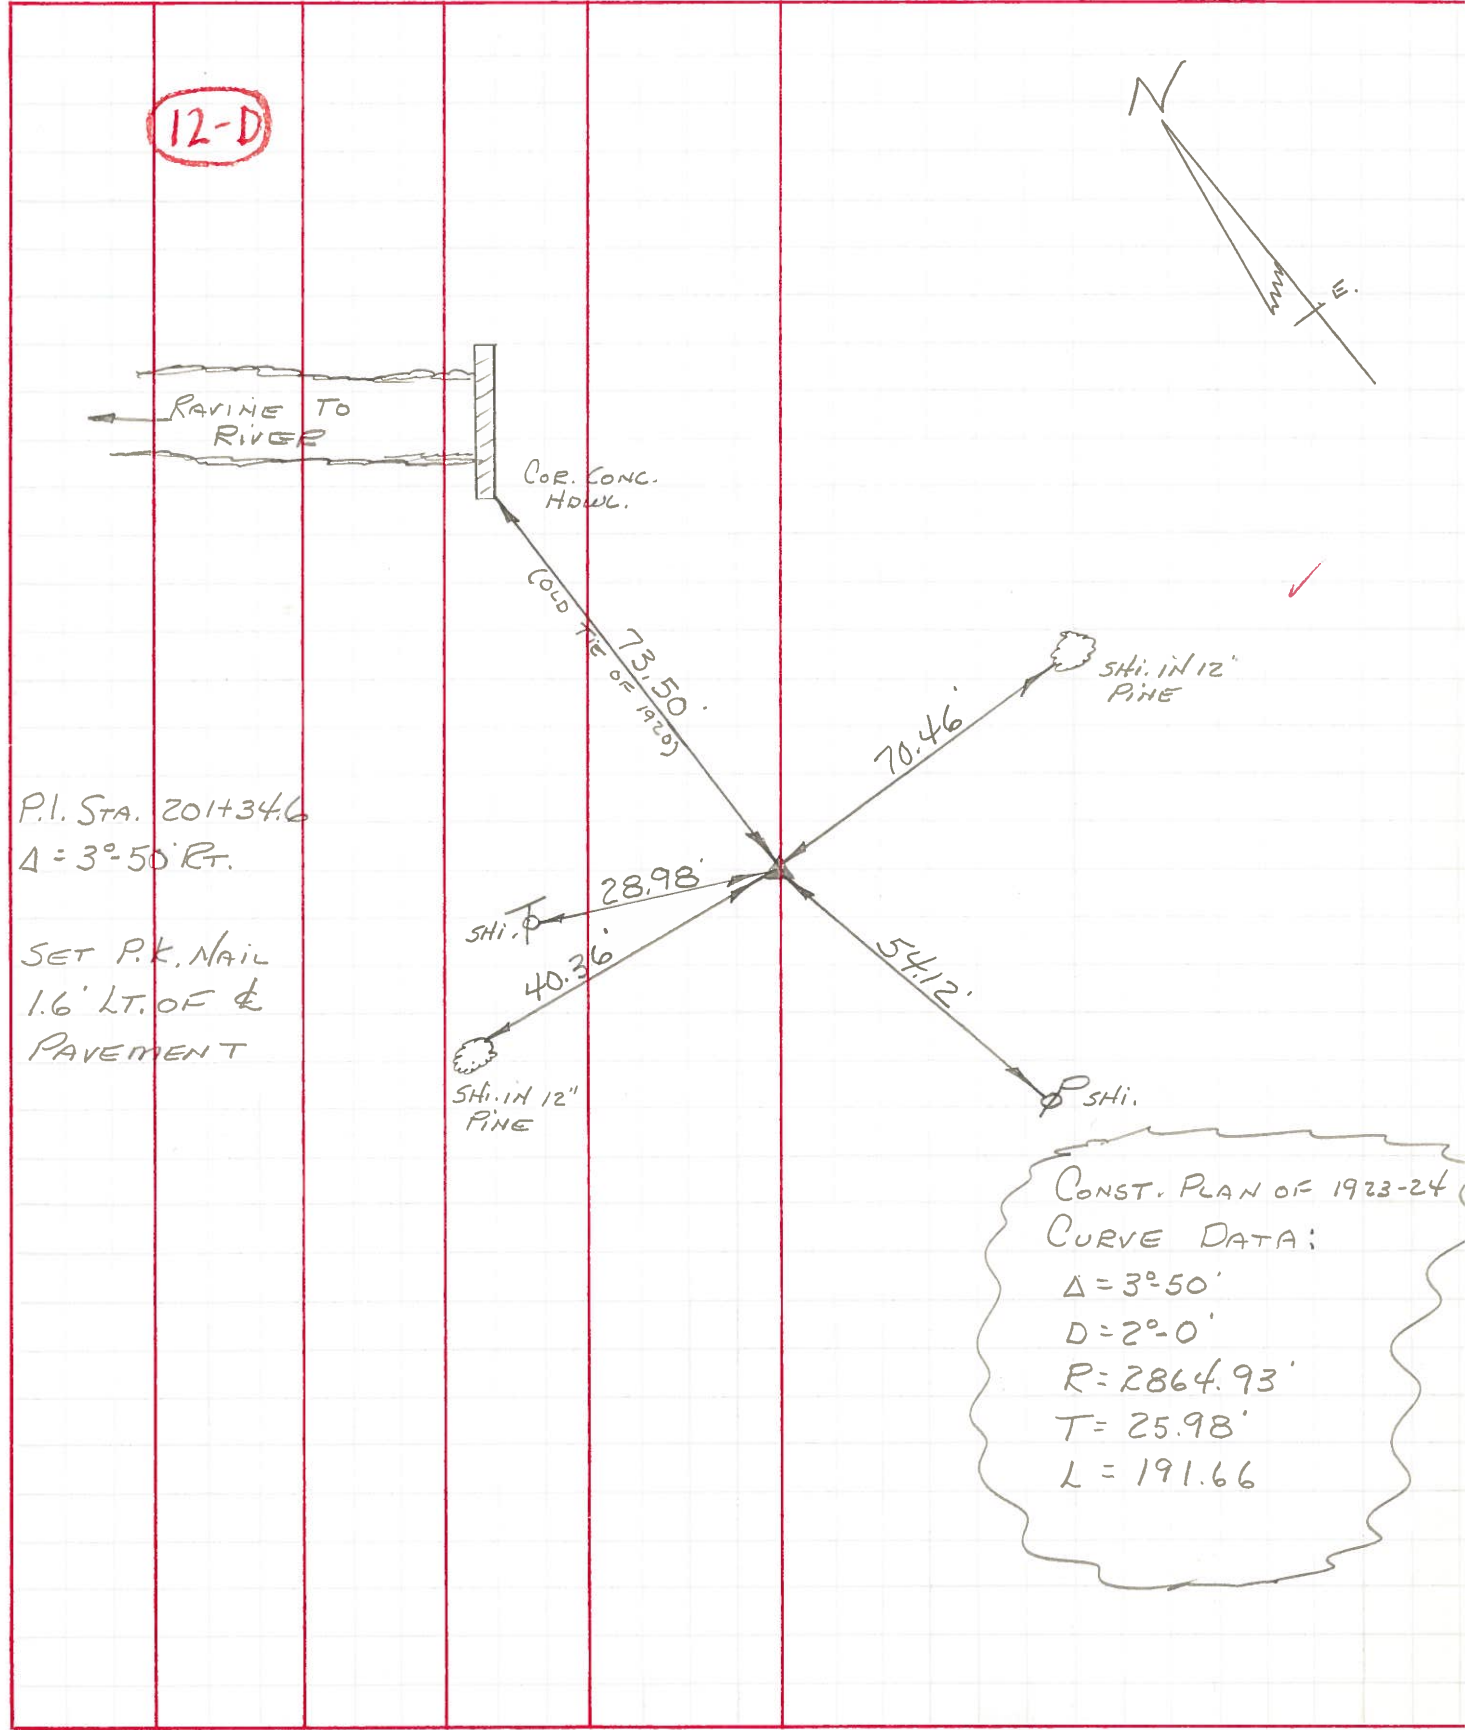 12-D
N
E.
RAVINE TO
RIVER
COR. CONC.
HDWL.
73.50'
(OLD TIE OF 1920)
SHI. IN 12"
PINE
70.46'
P.I. STA. 201+34.6
Δ = 3°-50' RT.
28.98'
SHI.
SET P.K. NAIL
1.6' LT. OF ℄
PAVEMENT
40.36'
54.12'
SHI. IN 12"
PINE
SHI.
CONST. PLAN OF 1923-24
CURVE DATA:
Δ = 3°-50'
D = 2°-0'
R = 2864.93'
T = 25.98'
L = 191.66